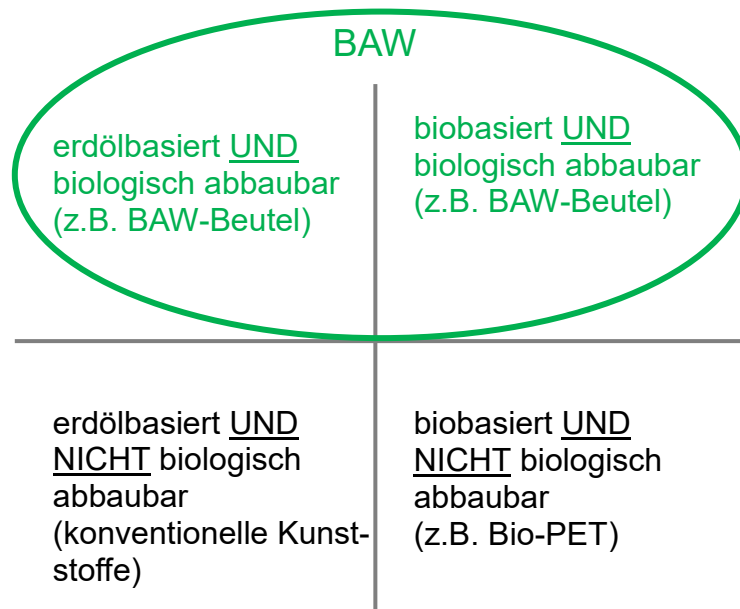 BAW
erdölbasiert UND
biologisch abbaubar
(z.B. BAW-Beutel)
biobasiert UND
biologisch abbaubar
(z.B. BAW-Beutel)
erdölbasiert UND
NICHT biologisch
abbaubar
(konventionelle Kunst-
stoffe)
biobasiert UND
NICHT biologisch
abbaubar
(z.B. Bio-PET)